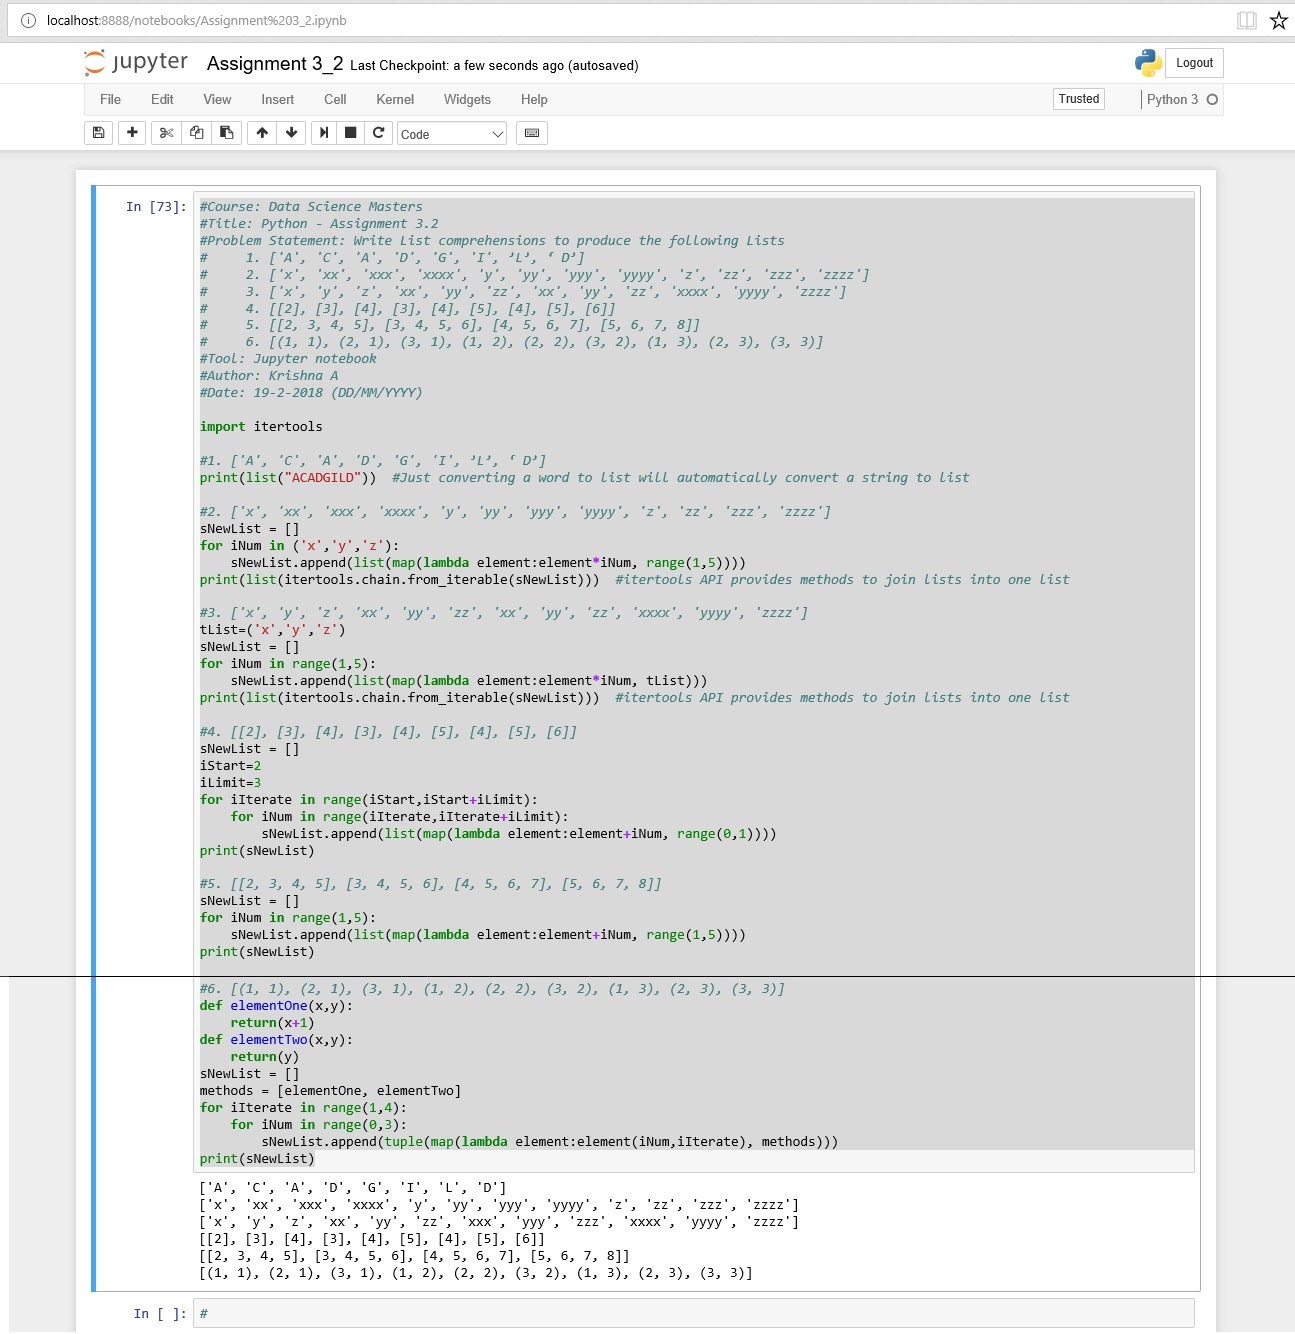 localhost:8888/notebooks/Assignment%203_2.ipynb
jupyter Assignment 3_2 Last Checkpoint: a few seconds ago (autosaved) Logout
File Edit View Insert Cell Kernel Widgets Help Trusted Python 3
Code
In [73]: #Course: Data Science Masters
#Title: Python - Assignment 3.2
#Problem Statement: Write List comprehensions to produce the following Lists
# 1. ['A', 'C', 'A', 'D', 'G', 'I', ’L’, ‘ D’]
# 2. ['x', 'xx', 'xxx', 'xxxx', 'y', 'yy', 'yyy', 'yyyy', 'z', 'zz', 'zzz', 'zzzz']
# 3. ['x', 'y', 'z', 'xx', 'yy', 'zz', 'xx', 'yy', 'zz', 'xxxx', 'yyyy', 'zzzz']
# 4. [[2], [3], [4], [3], [4], [5], [4], [5], [6]]
# 5. [[2, 3, 4, 5], [3, 4, 5, 6], [4, 5, 6, 7], [5, 6, 7, 8]]
# 6. [(1, 1), (2, 1), (3, 1), (1, 2), (2, 2), (3, 2), (1, 3), (2, 3), (3, 3)]
#Tool: Jupyter notebook
#Author: Krishna A
#Date: 19-2-2018 (DD/MM/YYYY)
import itertools
#1. ['A', 'C', 'A', 'D', 'G', 'I', ’L’, ‘ D’]
print(list("ACADGILD")) #Just converting a word to list will automatically convert a string to list
#2. ['x', 'xx', 'xxx', 'xxxx', 'y', 'yy', 'yyy', 'yyyy', 'z', 'zz', 'zzz', 'zzzz']
sNewList = []
for iNum in ('x','y','z'):
    sNewList.append(list(map(lambda element:element*iNum, range(1,5))))
print(list(itertools.chain.from_iterable(sNewList))) #itertools API provides methods to join lists into one list
#3. ['x', 'y', 'z', 'xx', 'yy', 'zz', 'xx', 'yy', 'zz', 'xxxx', 'yyyy', 'zzzz']
tList=('x','y','z')
sNewList = []
for iNum in range(1,5):
    sNewList.append(list(map(lambda element:element*iNum, tList)))
print(list(itertools.chain.from_iterable(sNewList))) #itertools API provides methods to join lists into one list
#4. [[2], [3], [4], [3], [4], [5], [4], [5], [6]]
sNewList = []
iStart=2
iLimit=3
for iIterate in range(iStart,iStart+iLimit):
    for iNum in range(iIterate,iIterate+iLimit):
        sNewList.append(list(map(lambda element:element+iNum, range(0,1))))
print(sNewList)
#5. [[2, 3, 4, 5], [3, 4, 5, 6], [4, 5, 6, 7], [5, 6, 7, 8]]
sNewList = []
for iNum in range(1,5):
    sNewList.append(list(map(lambda element:element+iNum, range(1,5))))
print(sNewList)
#6. [(1, 1), (2, 1), (3, 1), (1, 2), (2, 2), (3, 2), (1, 3), (2, 3), (3, 3)]
def elementOne(x,y):
    return(x+1)
def elementTwo(x,y):
    return(y)
sNewList = []
methods = [elementOne, elementTwo]
for iIterate in range(1,4):
    for iNum in range(0,3):
        sNewList.append(tuple(map(lambda element:element(iNum,iIterate), methods)))
print(sNewList)
['A', 'C', 'A', 'D', 'G', 'I', 'L', 'D']
['x', 'xx', 'xxx', 'xxxx', 'y', 'yy', 'yyy', 'yyyy', 'z', 'zz', 'zzz', 'zzzz']
['x', 'y', 'z', 'xx', 'yy', 'zz', 'xxx', 'yyy', 'zzz', 'xxxx', 'yyyy', 'zzzz']
[[2], [3], [4], [3], [4], [5], [4], [5], [6]]
[[2, 3, 4, 5], [3, 4, 5, 6], [4, 5, 6, 7], [5, 6, 7, 8]]
[(1, 1), (2, 1), (3, 1), (1, 2), (2, 2), (3, 2), (1, 3), (2, 3), (3, 3)]
In [ ]: #